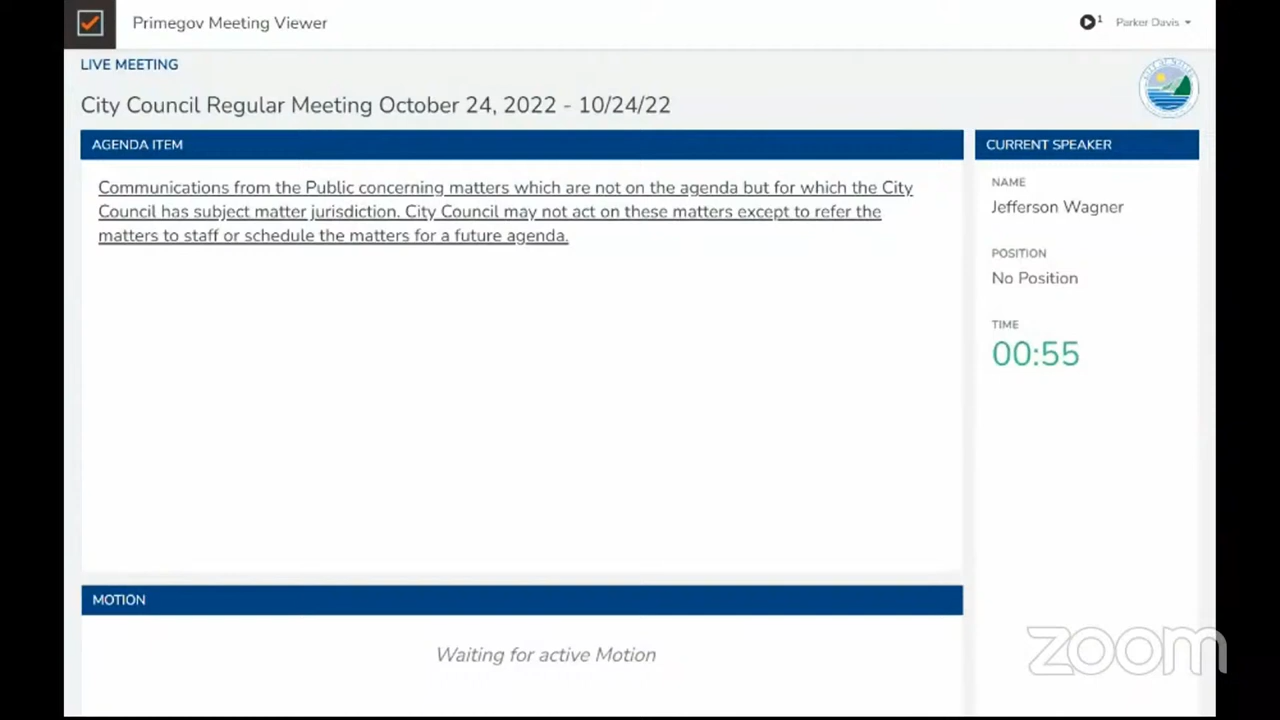 Primegov Meeting Viewer
1
Parker Davis
LIVE MEETING
City Council Regular Meeting October 24, 2022 - 10/24/22
AGENDA ITEM
Communications from the Public concerning matters which are not on the agenda but for which the City
Council has subject matter jurisdiction. City Council may not act on these matters except to refer the
matters to staff or schedule the matters for a future agenda.
CURRENT SPEAKER
NAME
Jefferson Wagner
POSITION
No Position
TIME
00:55
MOTION
Waiting for active Motion
zoom